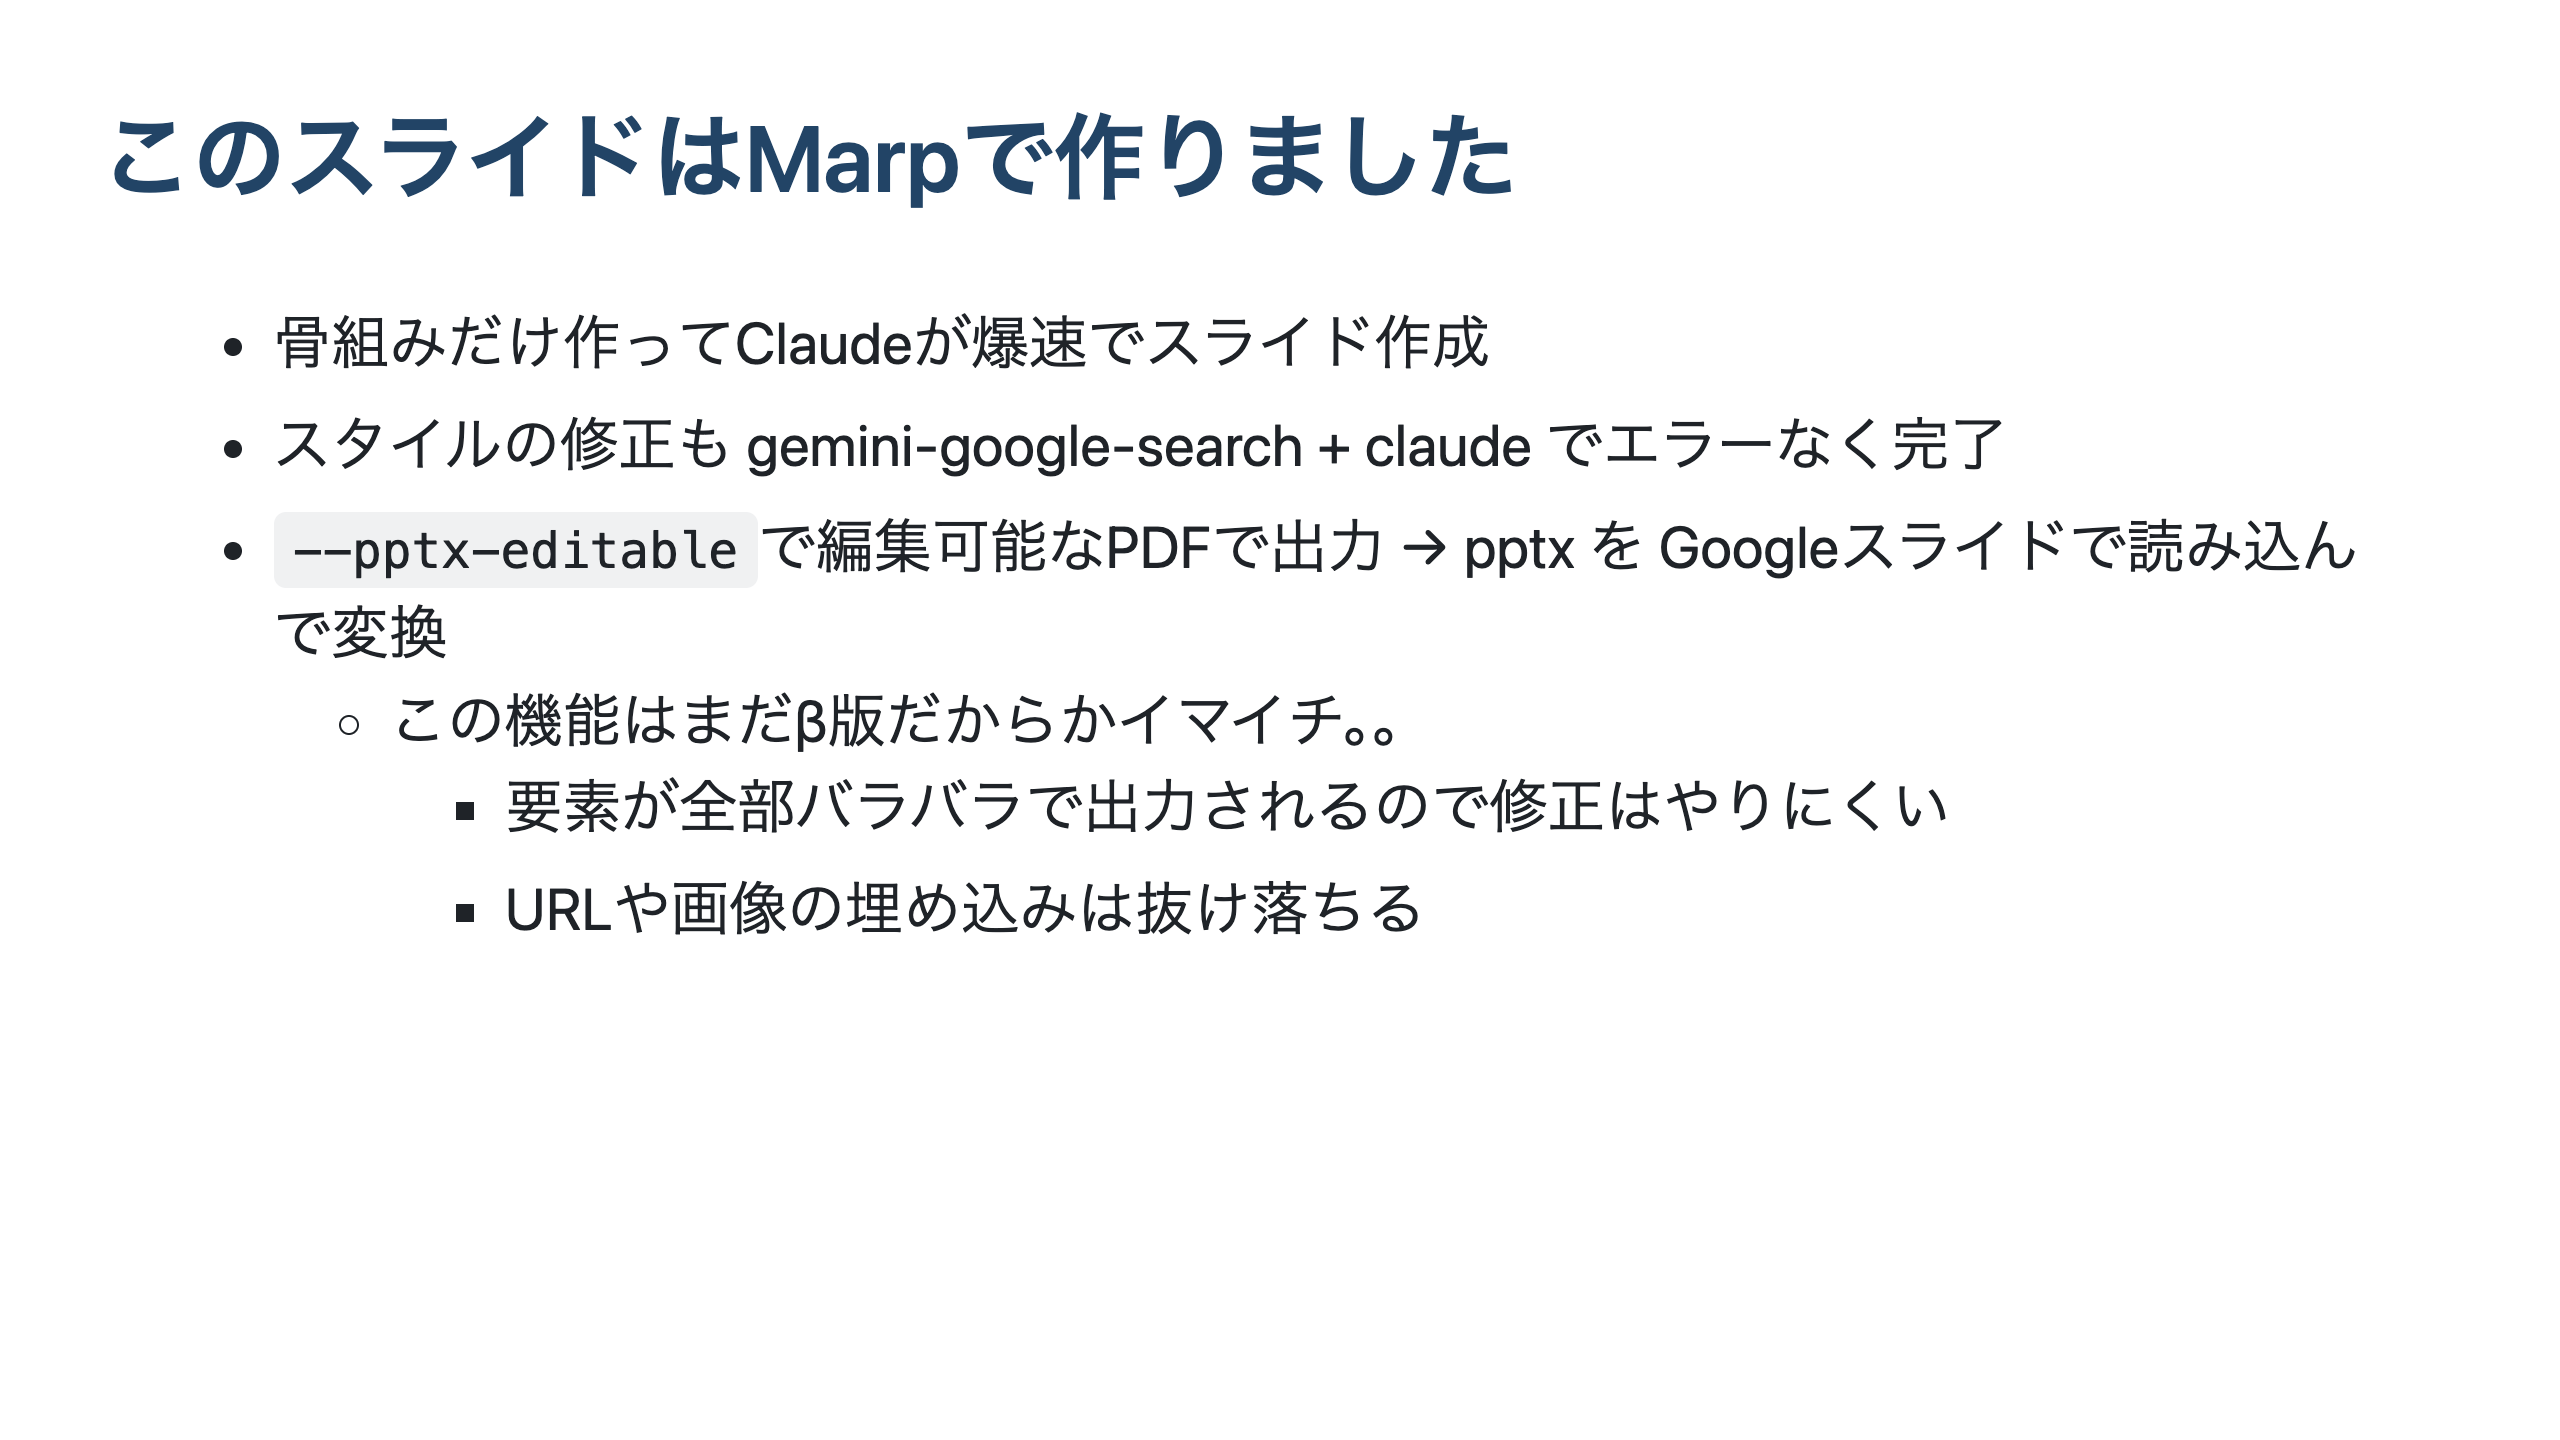 このスライドはMarpで作りました
骨組みだけ作ってClaudeが爆速でスライド作成
スタイルの修正も gemini-google-search + claude でエラーなく完了
--pptx-editable で編集可能なPDFで出力 → pptx を Googleスライドで読み込ん
で変換
この機能はまだβ版だからかイマイチ。。
要素が全部バラバラで出力されるので修正はやりにくい
URLや画像の埋め込みは抜け落ちる